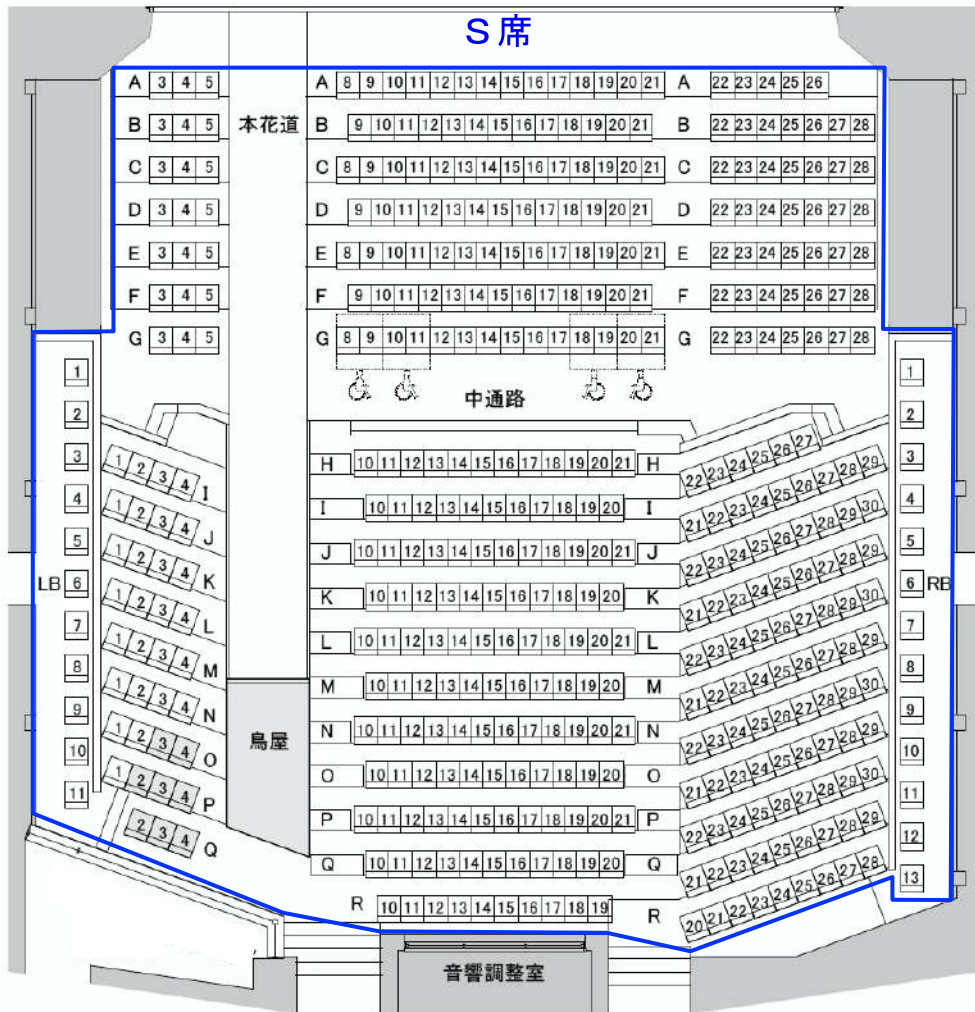 S席
A 3 4 5 A 8 9 10 11 12 13 14 15 16 17 18 19 20 21 A 22 23 24 25 26
本花道
B 3 4 5 B 9 10 11 12 13 14 15 16 17 18 19 20 21 B 22 23 24 25 26 27 28
C 3 4 5 C 8 9 10 11 12 13 14 15 16 17 18 19 20 21 C 22 23 24 25 26 27 28
D 3 4 5 D 9 10 11 12 13 14 15 16 17 18 19 20 21 D 22 23 24 25 26 27 28
E 3 4 5 E 8 9 10 11 12 13 14 15 16 17 18 19 20 21 E 22 23 24 25 26 27 28
F 3 4 5 F 9 10 11 12 13 14 15 16 17 18 19 20 21 F 22 23 24 25 26 27 28
G 3 4 5 G 8 9 10 11 12 13 14 15 16 17 18 19 20 21 G 22 23 24 25 26 27 28
中通路
LB
1
2
3
4
5
6
7
8
9
10
11
1 2 3 4 I
1 2 3 4 J
1 2 3 4 K
1 2 3 4 L
1 2 3 4 M
1 2 3 4 N
1 2 3 4 O
1 2 3 4 P
2 3 4 Q
鳥屋
H 10 11 12 13 14 15 16 17 18 19 20 21 H 22 23 24 25 26 27
I 10 11 12 13 14 15 16 17 18 19 20 I 21 22 23 24 25 26 27 28 29
J 10 11 12 13 14 15 16 17 18 19 20 21 J 22 23 24 25 26 27 28 29 30
K 10 11 12 13 14 15 16 17 18 19 20 K 21 22 23 24 25 26 27 28 29
L 10 11 12 13 14 15 16 17 18 19 20 21 L 22 23 24 25 26 27 28 29 30
M 10 11 12 13 14 15 16 17 18 19 20 M 21 22 23 24 25 26 27 28 29
N 10 11 12 13 14 15 16 17 18 19 20 21 N 22 23 24 25 26 27 28 29 30
O 10 11 12 13 14 15 16 17 18 19 20 O 21 22 23 24 25 26 27 28 29
P 10 11 12 13 14 15 16 17 18 19 20 21 P 22 23 24 25 26 27 28 29 30
Q 10 11 12 13 14 15 16 17 18 19 20 Q 21 22 23 24 25 26 27 28 29
R 10 11 12 13 14 15 16 17 18 19 R 20 21 22 23 24 25 26 27 28
RB
1
2
3
4
5
6
7
8
9
10
11
12
13
音響調整室